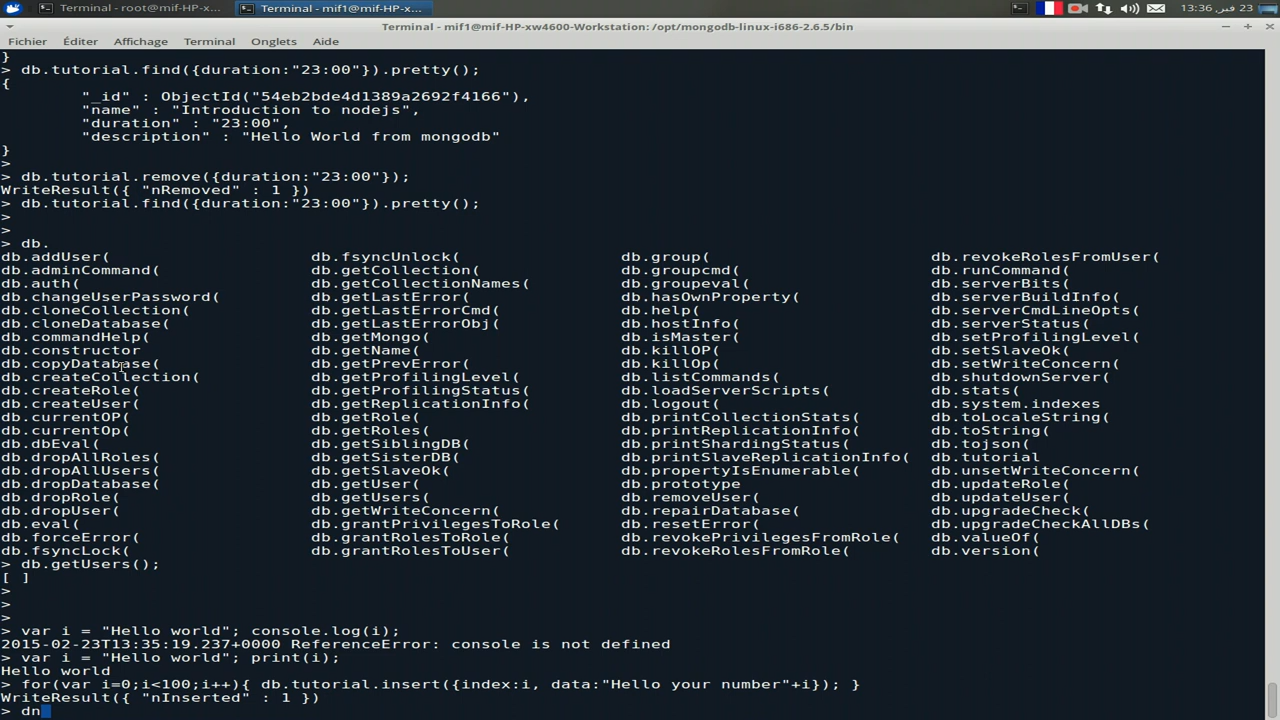 Terminal - root@mif-HP-x... Terminal - mif1@mif-HP-x... 13:36 ,فبر 23
Terminal - mif1@mif-HP-xw4600-Workstation: /opt/mongodb-linux-i686-2.6.5/bin
Fichier Éditer Affichage Terminal Onglets Aide
}
> db.tutorial.find({duration:"23:00"}).pretty();
{
"_id" : ObjectId("54eb2bde4d1389a2692f4166"),
"name" : "Introduction to nodejs",
"duration" : "23:00",
"description" : "Hello World from mongodb"
}
>
> db.tutorial.remove({duration:"23:00"});
WriteResult({ "nRemoved" : 1 })
> db.tutorial.find({duration:"23:00"}).pretty();
>
>
> db.
db.addUser( db.fsyncUnlock( db.group( db.revokeRolesFromUser(
db.adminCommand( db.getCollection( db.groupcmd( db.runCommand(
db.auth( db.getCollectionNames( db.groupeval( db.serverBits(
db.changeUserPassword( db.getLastError( db.hasOwnProperty( db.serverBuildInfo(
db.cloneCollection( db.getLastErrorCmd( db.help( db.serverCmdLineOpts(
db.cloneDatabase( db.getLastErrorObj( db.hostInfo( db.serverStatus(
db.commandHelp( db.getMongo( db.isMaster( db.setProfilingLevel(
db.constructor db.getName( db.killOP( db.setSlaveOk(
db.copyDatabase( db.getPrevError( db.killOp( db.setWriteConcern(
db.createCollection( db.getProfilingLevel( db.listCommands( db.shutdownServer(
db.createRole( db.getProfilingStatus( db.loadServerScripts( db.stats(
db.createUser( db.getReplicationInfo( db.logout( db.system.indexes
db.currentOP( db.getRole( db.printCollectionStats( db.toLocaleString(
db.currentOp( db.getRoles( db.printReplicationInfo( db.toString(
db.dbEval( db.getSiblingDB( db.printShardingStatus( db.tojson(
db.dropAllRoles( db.getSisterDB( db.printSlaveReplicationInfo( db.tutorial
db.dropAllUsers( db.getSlaveOk( db.propertyIsEnumerable( db.unsetWriteConcern(
db.dropDatabase( db.getUser( db.prototype db.updateRole(
db.dropRole( db.getUsers( db.removeUser( db.updateUser(
db.dropUser( db.getWriteConcern( db.repairDatabase( db.upgradeCheck(
db.eval( db.grantPrivilegesToRole( db.resetError( db.upgradeCheckAllDBs(
db.forceError( db.grantRolesToRole( db.revokePrivilegesFromRole( db.valueOf(
db.fsyncLock( db.grantRolesToUser( db.revokeRolesFromRole( db.version(
> db.getUsers();
[ ]
>
>
>
> var i = "Hello world"; console.log(i);
2015-02-23T13:35:19.237+0000 ReferenceError: console is not defined
> var i = "Hello world"; print(i);
Hello world
> for(var i=0;i<100;i++){ db.tutorial.insert({index:i, data:"Hello your number"+i}); }
WriteResult({ "nInserted" : 1 })
> dn